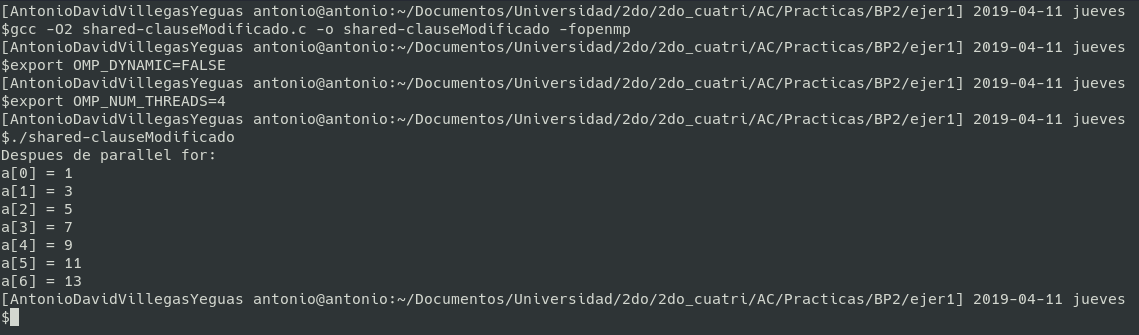 [AntonioDavidVillegasYeguas antonio@antonio:~/Documentos/Universidad/2do/2do_cuatri/AC/Practicas/BP2/ejer1] 2019-04-11 jueves
$gcc -O2 shared-clauseModificado.c -o shared-clauseModificado -fopenmp
[AntonioDavidVillegasYeguas antonio@antonio:~/Documentos/Universidad/2do/2do_cuatri/AC/Practicas/BP2/ejer1] 2019-04-11 jueves
$export OMP_DYNAMIC=FALSE
[AntonioDavidVillegasYeguas antonio@antonio:~/Documentos/Universidad/2do/2do_cuatri/AC/Practicas/BP2/ejer1] 2019-04-11 jueves
$export OMP_NUM_THREADS=4
[AntonioDavidVillegasYeguas antonio@antonio:~/Documentos/Universidad/2do/2do_cuatri/AC/Practicas/BP2/ejer1] 2019-04-11 jueves
$./shared-clauseModificado
Despues de parallel for:
a[0] = 1
a[1] = 3
a[2] = 5
a[3] = 7
a[4] = 9
a[5] = 11
a[6] = 13
[AntonioDavidVillegasYeguas antonio@antonio:~/Documentos/Universidad/2do/2do_cuatri/AC/Practicas/BP2/ejer1] 2019-04-11 jueves
$